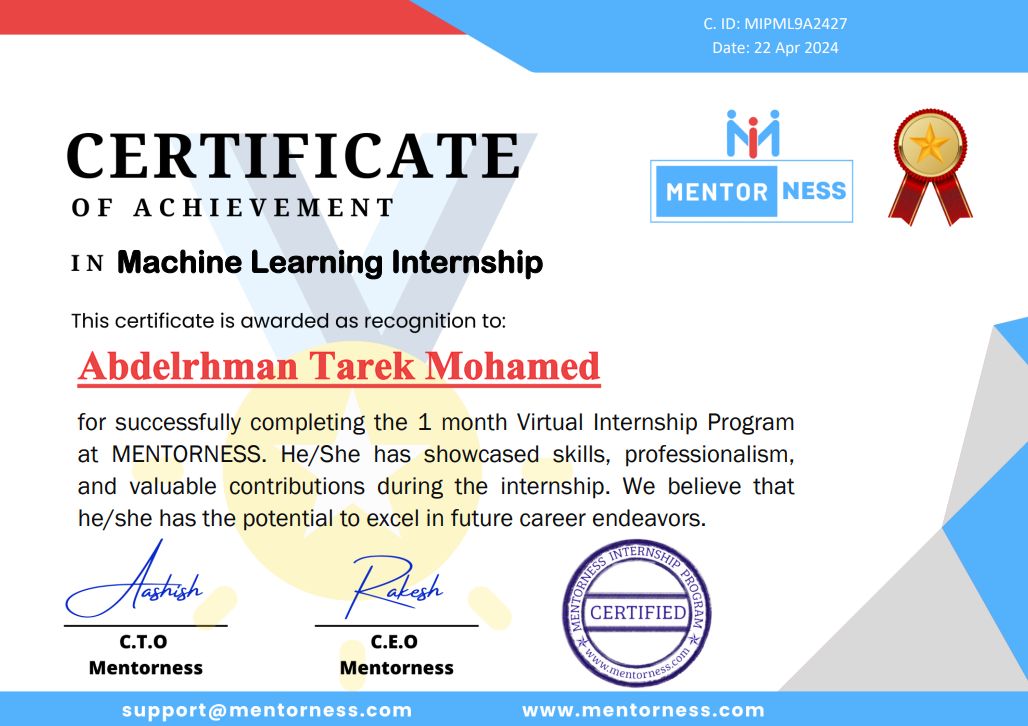 C. ID: MIPML9A2427
Date: 22 Apr 2024
CERTIFICATE
OF ACHIEVEMENT
MENTOR NESS
IN Machine Learning Internship
This certificate is awarded as recognition to:
Abdelrhman Tarek Mohamed
for successfully completing the 1 month Virtual Internship Program
at MENTORNESS. He/She has showcased skills, professionalism,
and valuable contributions during the internship. We believe that
he/she has the potential to excel in future career endeavors.
Aashish
Rakesh
MENTORNESS INTERNSHIP PROGRAM
CERTIFIED
www.mentorness.com
C.T.O
Mentorness
C.E.O
Mentorness
support@mentorness.com
www.mentorness.com